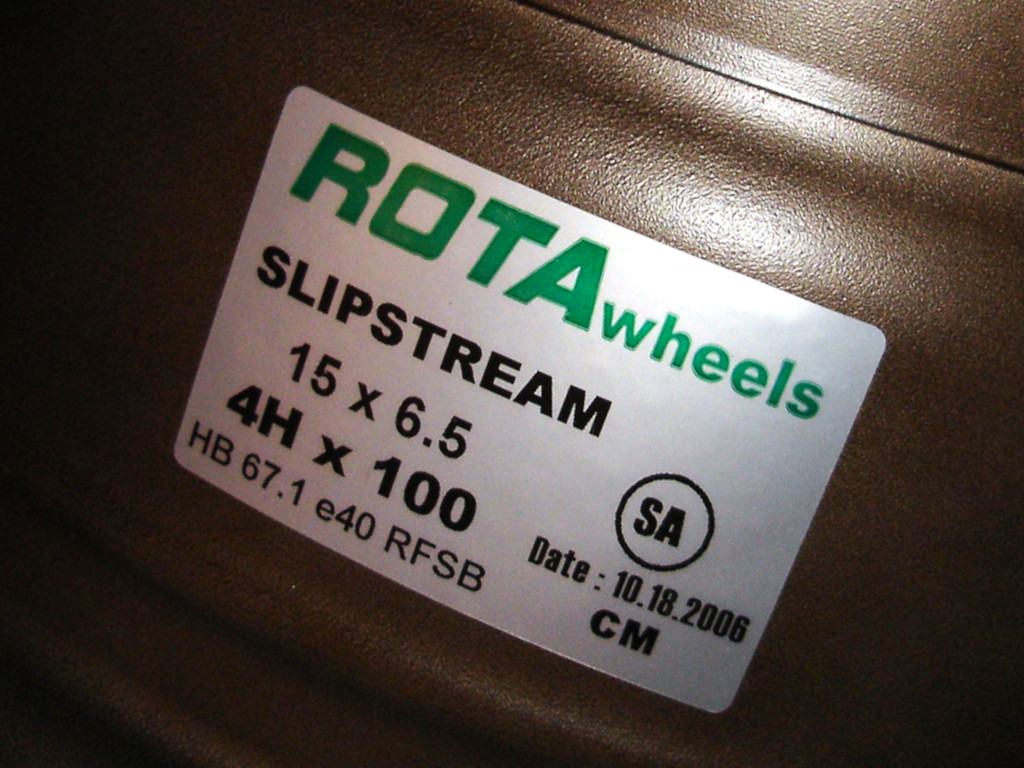 ROTA wheels
SLIPSTREAM
15 x 6.5
4H x 100
HB 67.1 e40 RFSB
SA
Date : 10.18.2006
CM